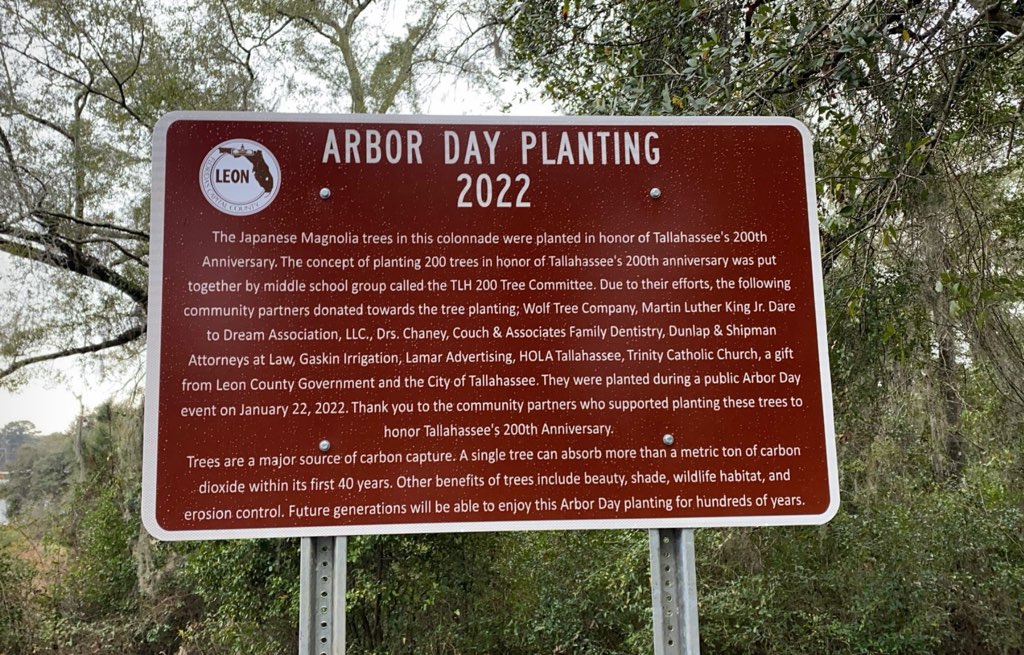 ARBOR DAY PLANTING
2022
LEON
The Japanese Magnolia trees in this colonnade were planted in honor of Tallahassee's 200th
Anniversary. The concept of planting 200 trees in honor of Tallahassee's 200th anniversary was put
together by middle school group called the TLH 200 Tree Committee. Due to their efforts, the following
community partners donated towards the tree planting; Wolf Tree Company, Martin Luther King Jr. Dare
to Dream Association, LLC., Drs. Chaney, Couch & Associates Family Dentistry, Dunlap & Shipman
Attorneys at Law, Gaskin Irrigation, Lamar Advertising, HOLA Tallahassee, Trinity Catholic Church, a gift
from Leon County Government and the City of Tallahassee. They were planted during a public Arbor Day
event on January 22, 2022. Thank you to the community partners who supported planting these trees to
honor Tallahassee's 200th Anniversary.
Trees are a major source of carbon capture. A single tree can absorb more than a metric ton of carbon
dioxide within its first 40 years. Other benefits of trees include beauty, shade, wildlife habitat, and
erosion control. Future generations will be able to enjoy this Arbor Day planting for hundreds of years.